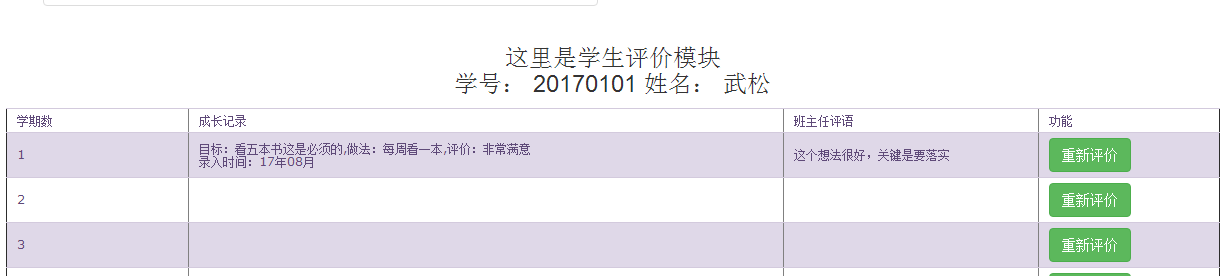 这里是学生评价模块
学号： 20170101 姓名： 武松
学期数 成长记录 班主任评语 功能
1 目标：看五本书这是必须的,做法：每周看一本,评价：非常满意
录入时间：17年08月
这个想法很好，关键是要落实 重新评价
2 重新评价
3 重新评价